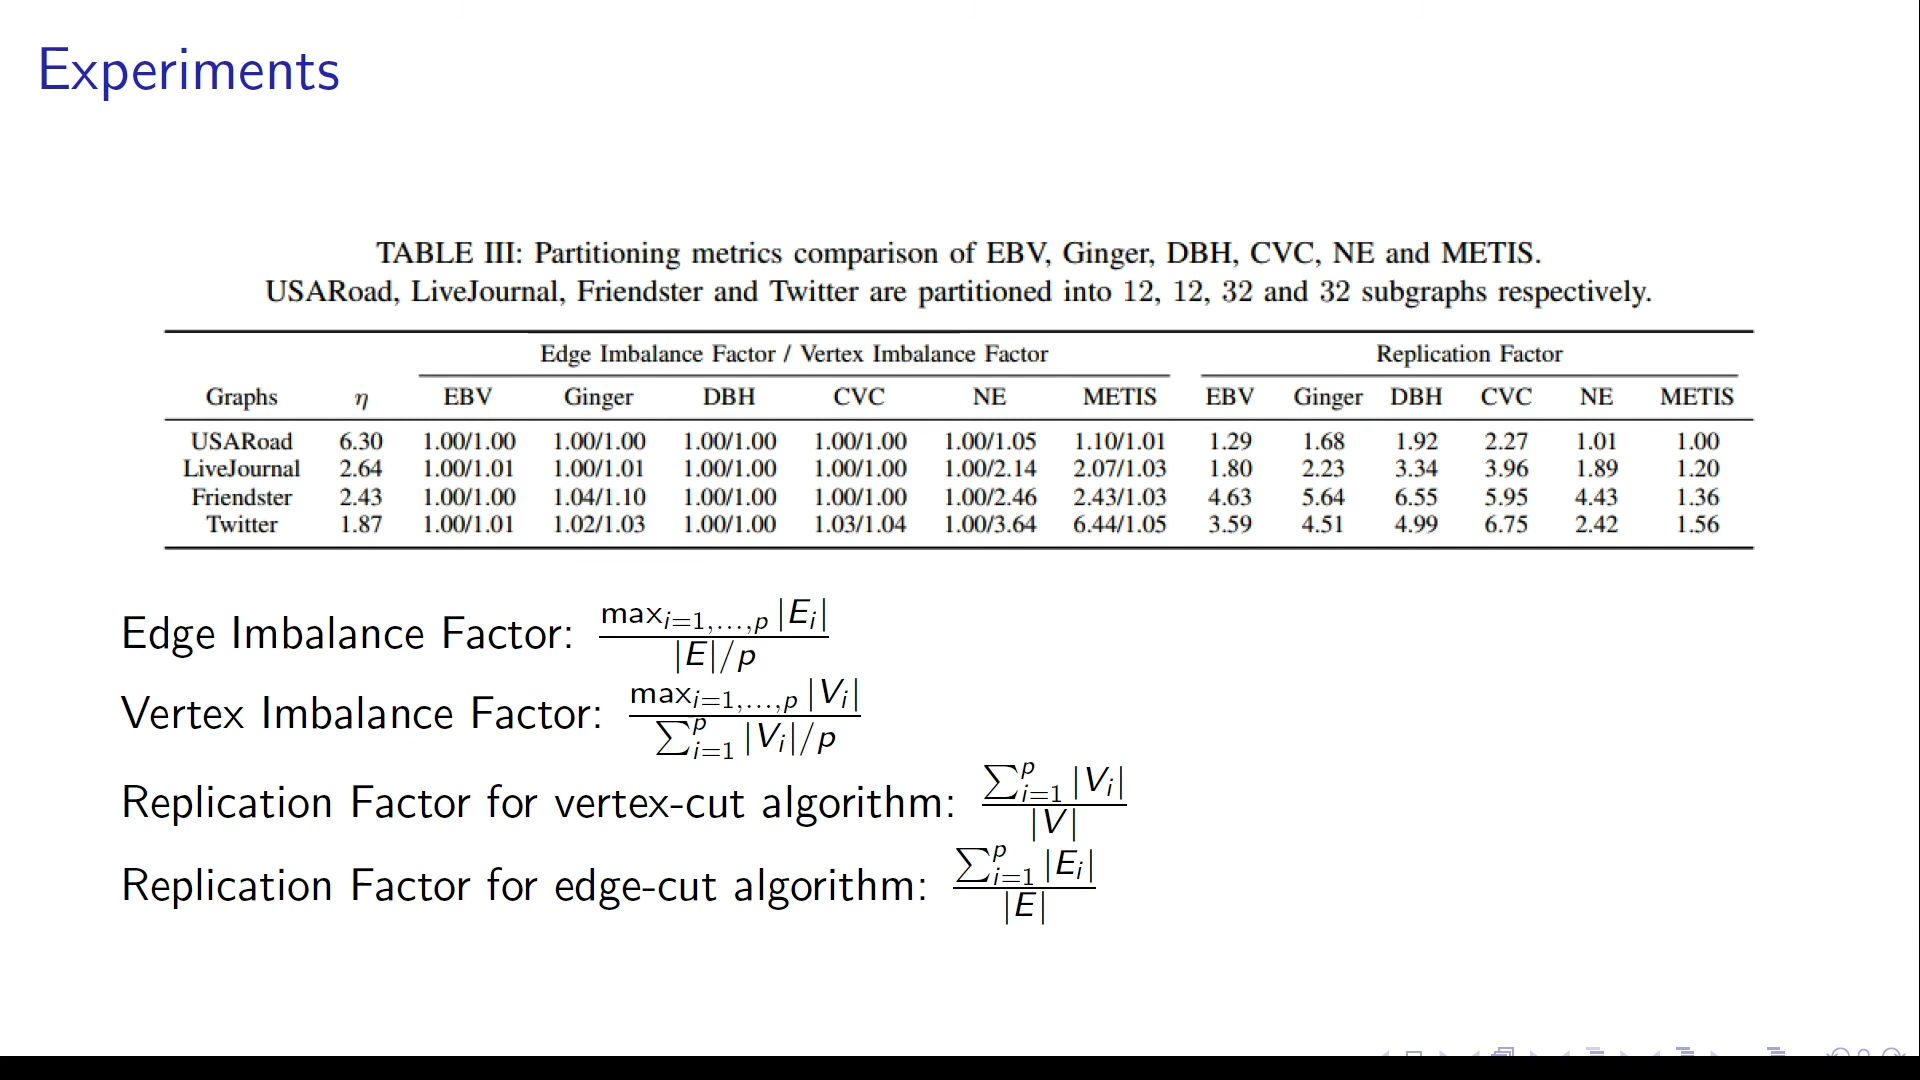 Experiments
TABLE III: Partitioning metrics comparison of EBV, Ginger, DBH, CVC, NE and METIS.
USARoad, LiveJournal, Friendster and Twitter are partitioned into 12, 12, 32 and 32 subgraphs respectively.
Edge Imbalance Factor / Vertex Imbalance Factor Replication Factor
Graphs η EBV Ginger DBH CVC NE METIS EBV Ginger DBH CVC NE METIS
USARoad 6.30 1.00/1.00 1.00/1.00 1.00/1.00 1.00/1.00 1.00/1.05 1.10/1.01 1.29 1.68 1.92 2.27 1.01 1.00
LiveJournal 2.64 1.00/1.01 1.00/1.01 1.00/1.00 1.00/1.00 1.00/2.14 2.07/1.03 1.80 2.23 3.34 3.96 1.89 1.20
Friendster 2.43 1.00/1.00 1.04/1.10 1.00/1.00 1.00/1.00 1.00/2.46 2.43/1.03 4.63 5.64 6.55 5.95 4.43 1.36
Twitter 1.87 1.00/1.01 1.02/1.03 1.00/1.00 1.03/1.04 1.00/3.64 6.44/1.05 3.59 4.51 4.99 6.75 2.42 1.56
Edge Imbalance Factor: \frac{\max_{i=1,...,p} |E_i|}{|E|/p}
Vertex Imbalance Factor: \frac{\max_{i=1,...,p} |V_i|}{\sum_{i=1}^{p} |V_i|/p}
Replication Factor for vertex-cut algorithm: \frac{\sum_{i=1}^{p} |V_i|}{|V|}
Replication Factor for edge-cut algorithm: \frac{\sum_{i=1}^{p} |E_i|}{|E|}